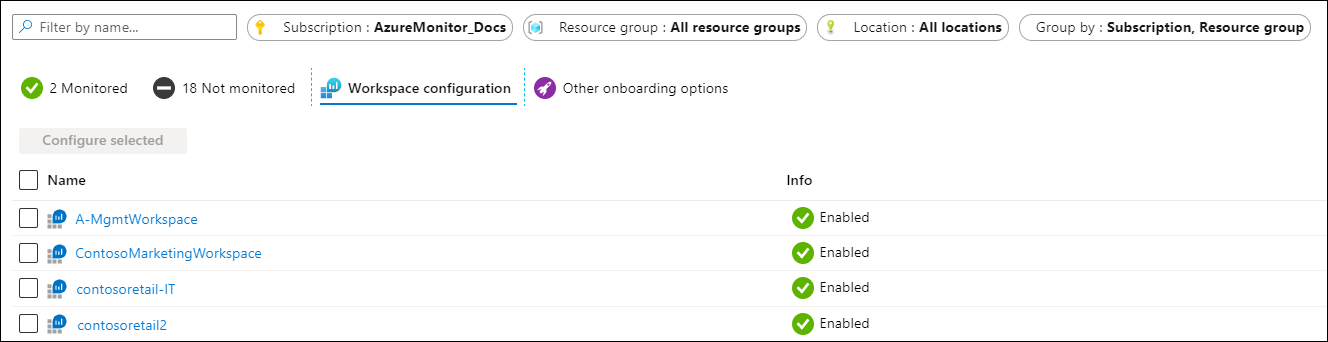 Filter by name... Subscription : AzureMonitor_Docs Resource group : All resource groups Location : All locations Group by : Subscription, Resource group
2 Monitored 18 Not monitored Workspace configuration Other onboarding options
Configure selected
Name Info
A-MgmtWorkspace Enabled
ContosoMarketingWorkspace Enabled
contosoretail-IT Enabled
contosoretail2 Enabled